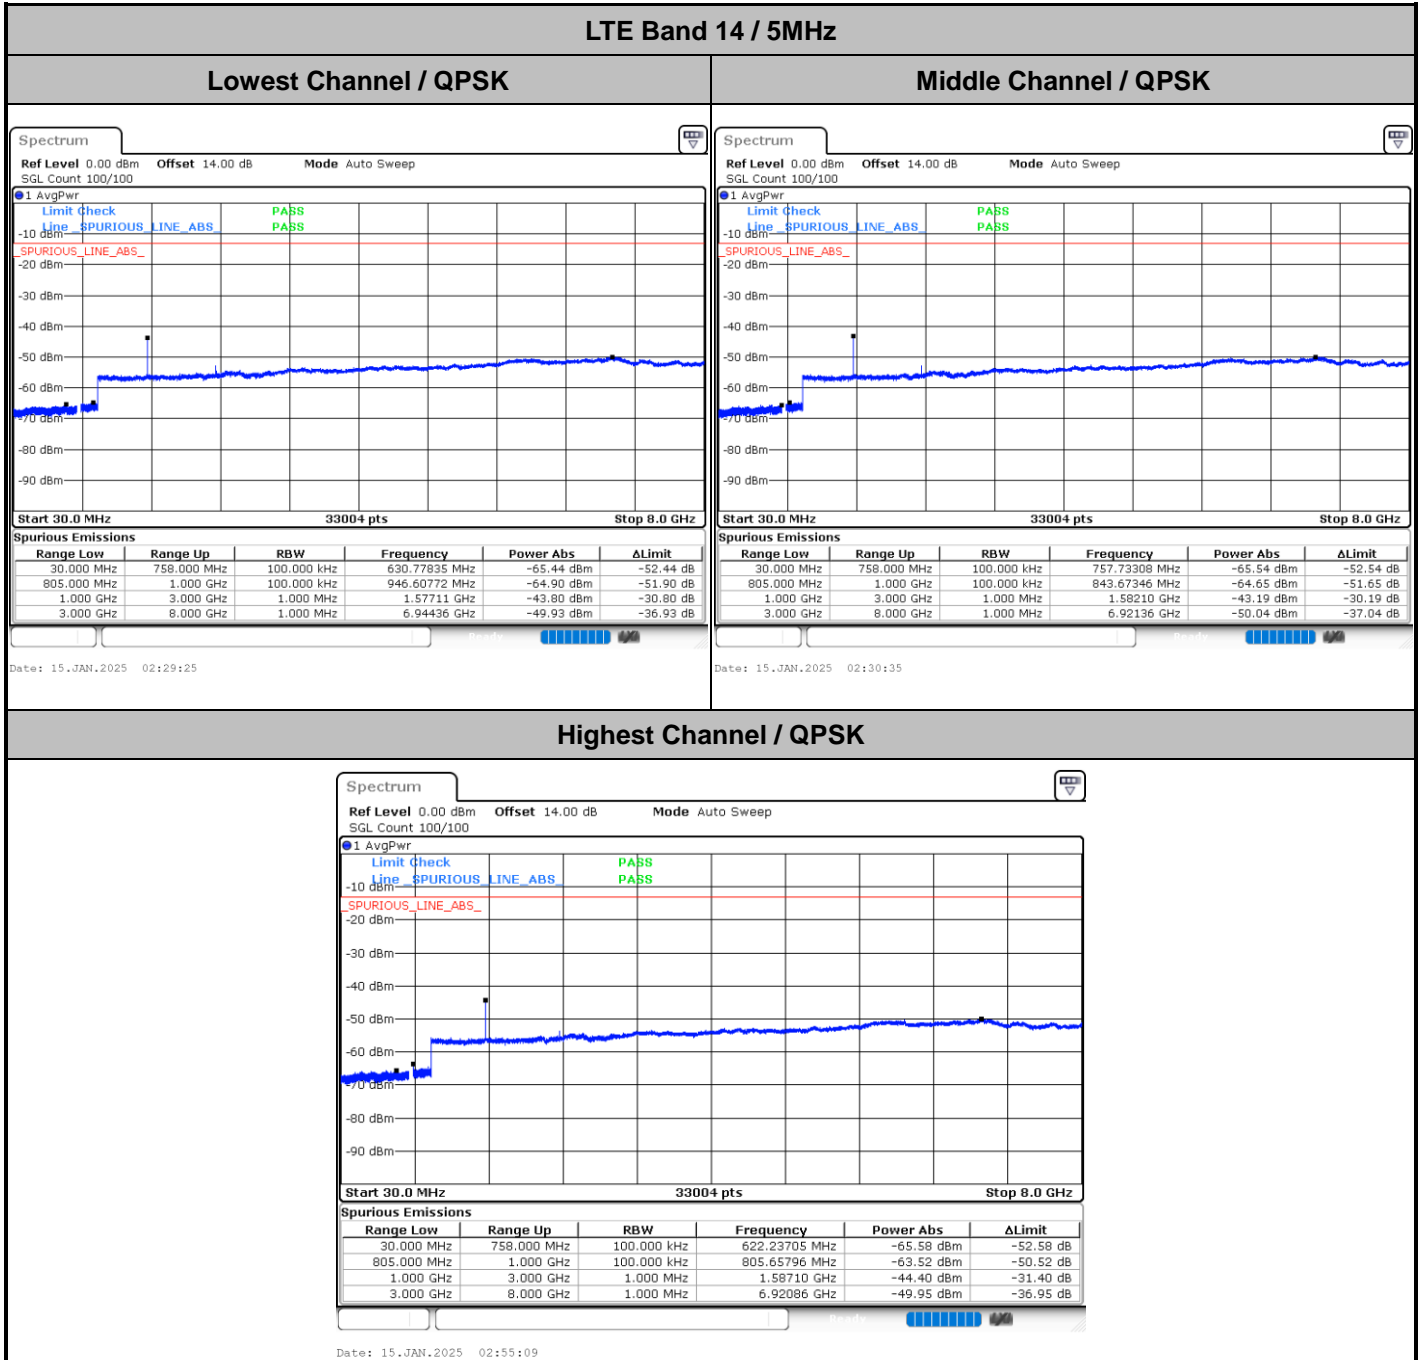 LTE Band 14 / 5MHz
Lowest Channel / QPSK
Middle Channel / QPSK
Spectrum
Ref Level 0.00 dBm Offset 14.00 dB Mode Auto Sweep
SGL Count 100/100
1 AvgPwr
Limit Check PASS
Line _SPURIOUS_LINE_ABS_ PASS
-10 dBm
_SPURIOUS_LINE_ABS_
-20 dBm
-30 dBm
-40 dBm
-50 dBm
-60 dBm
-70 dBm
-80 dBm
-90 dBm
Start 30.0 MHz 33004 pts Stop 8.0 GHz
Spurious Emissions
Range Low Range Up RBW Frequency Power Abs ΔLimit
30.000 MHz 758.000 MHz 100.000 kHz 630.77835 MHz -65.44 dBm -52.44 dB
805.000 MHz 1.000 GHz 100.000 kHz 946.60772 MHz -64.90 dBm -51.90 dB
1.000 GHz 3.000 GHz 1.000 MHz 1.57711 GHz -43.80 dBm -30.80 dB
3.000 GHz 8.000 GHz 1.000 MHz 6.94436 GHz -49.93 dBm -36.93 dB
Ready
Date: 15.JAN.2025 02:29:25
Spectrum
Ref Level 0.00 dBm Offset 14.00 dB Mode Auto Sweep
SGL Count 100/100
1 AvgPwr
Limit Check PASS
Line _SPURIOUS_LINE_ABS_ PASS
-10 dBm
_SPURIOUS_LINE_ABS_
-20 dBm
-30 dBm
-40 dBm
-50 dBm
-60 dBm
-70 dBm
-80 dBm
-90 dBm
Start 30.0 MHz 33004 pts Stop 8.0 GHz
Spurious Emissions
Range Low Range Up RBW Frequency Power Abs ΔLimit
30.000 MHz 758.000 MHz 100.000 kHz 757.73308 MHz -65.54 dBm -52.54 dB
805.000 MHz 1.000 GHz 100.000 kHz 843.67346 MHz -64.65 dBm -51.65 dB
1.000 GHz 3.000 GHz 1.000 MHz 1.58210 GHz -43.19 dBm -30.19 dB
3.000 GHz 8.000 GHz 1.000 MHz 6.92136 GHz -50.04 dBm -37.04 dB
Ready
Date: 15.JAN.2025 02:30:35
Highest Channel / QPSK
Spectrum
Ref Level 0.00 dBm Offset 14.00 dB Mode Auto Sweep
SGL Count 100/100
1 AvgPwr
Limit Check PASS
Line _SPURIOUS_LINE_ABS_ PASS
-10 dBm
_SPURIOUS_LINE_ABS_
-20 dBm
-30 dBm
-40 dBm
-50 dBm
-60 dBm
-70 dBm
-80 dBm
-90 dBm
Start 30.0 MHz 33004 pts Stop 8.0 GHz
Spurious Emissions
Range Low Range Up RBW Frequency Power Abs ΔLimit
30.000 MHz 758.000 MHz 100.000 kHz 622.23705 MHz -65.58 dBm -52.58 dB
805.000 MHz 1.000 GHz 100.000 kHz 805.65796 MHz -63.52 dBm -50.52 dB
1.000 GHz 3.000 GHz 1.000 MHz 1.58710 GHz -44.40 dBm -31.40 dB
3.000 GHz 8.000 GHz 1.000 MHz 6.92086 GHz -49.95 dBm -36.95 dB
Ready
Date: 15.JAN.2025 02:55:09